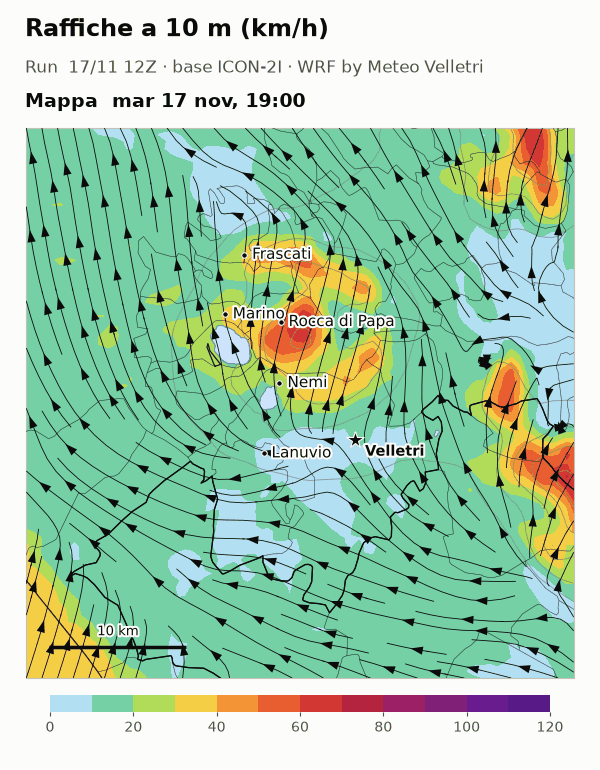 Raffiche a 10 m (km/h)
Run  17/11 12Z · base ICON-2I · WRF by Meteo Velletri
Mappa  mar 17 nov, 19:00
Frascati
Marino
Rocca di Papa
Nemi
Velletri
Lanuvio
10 km
0 20 40 60 80 100 120